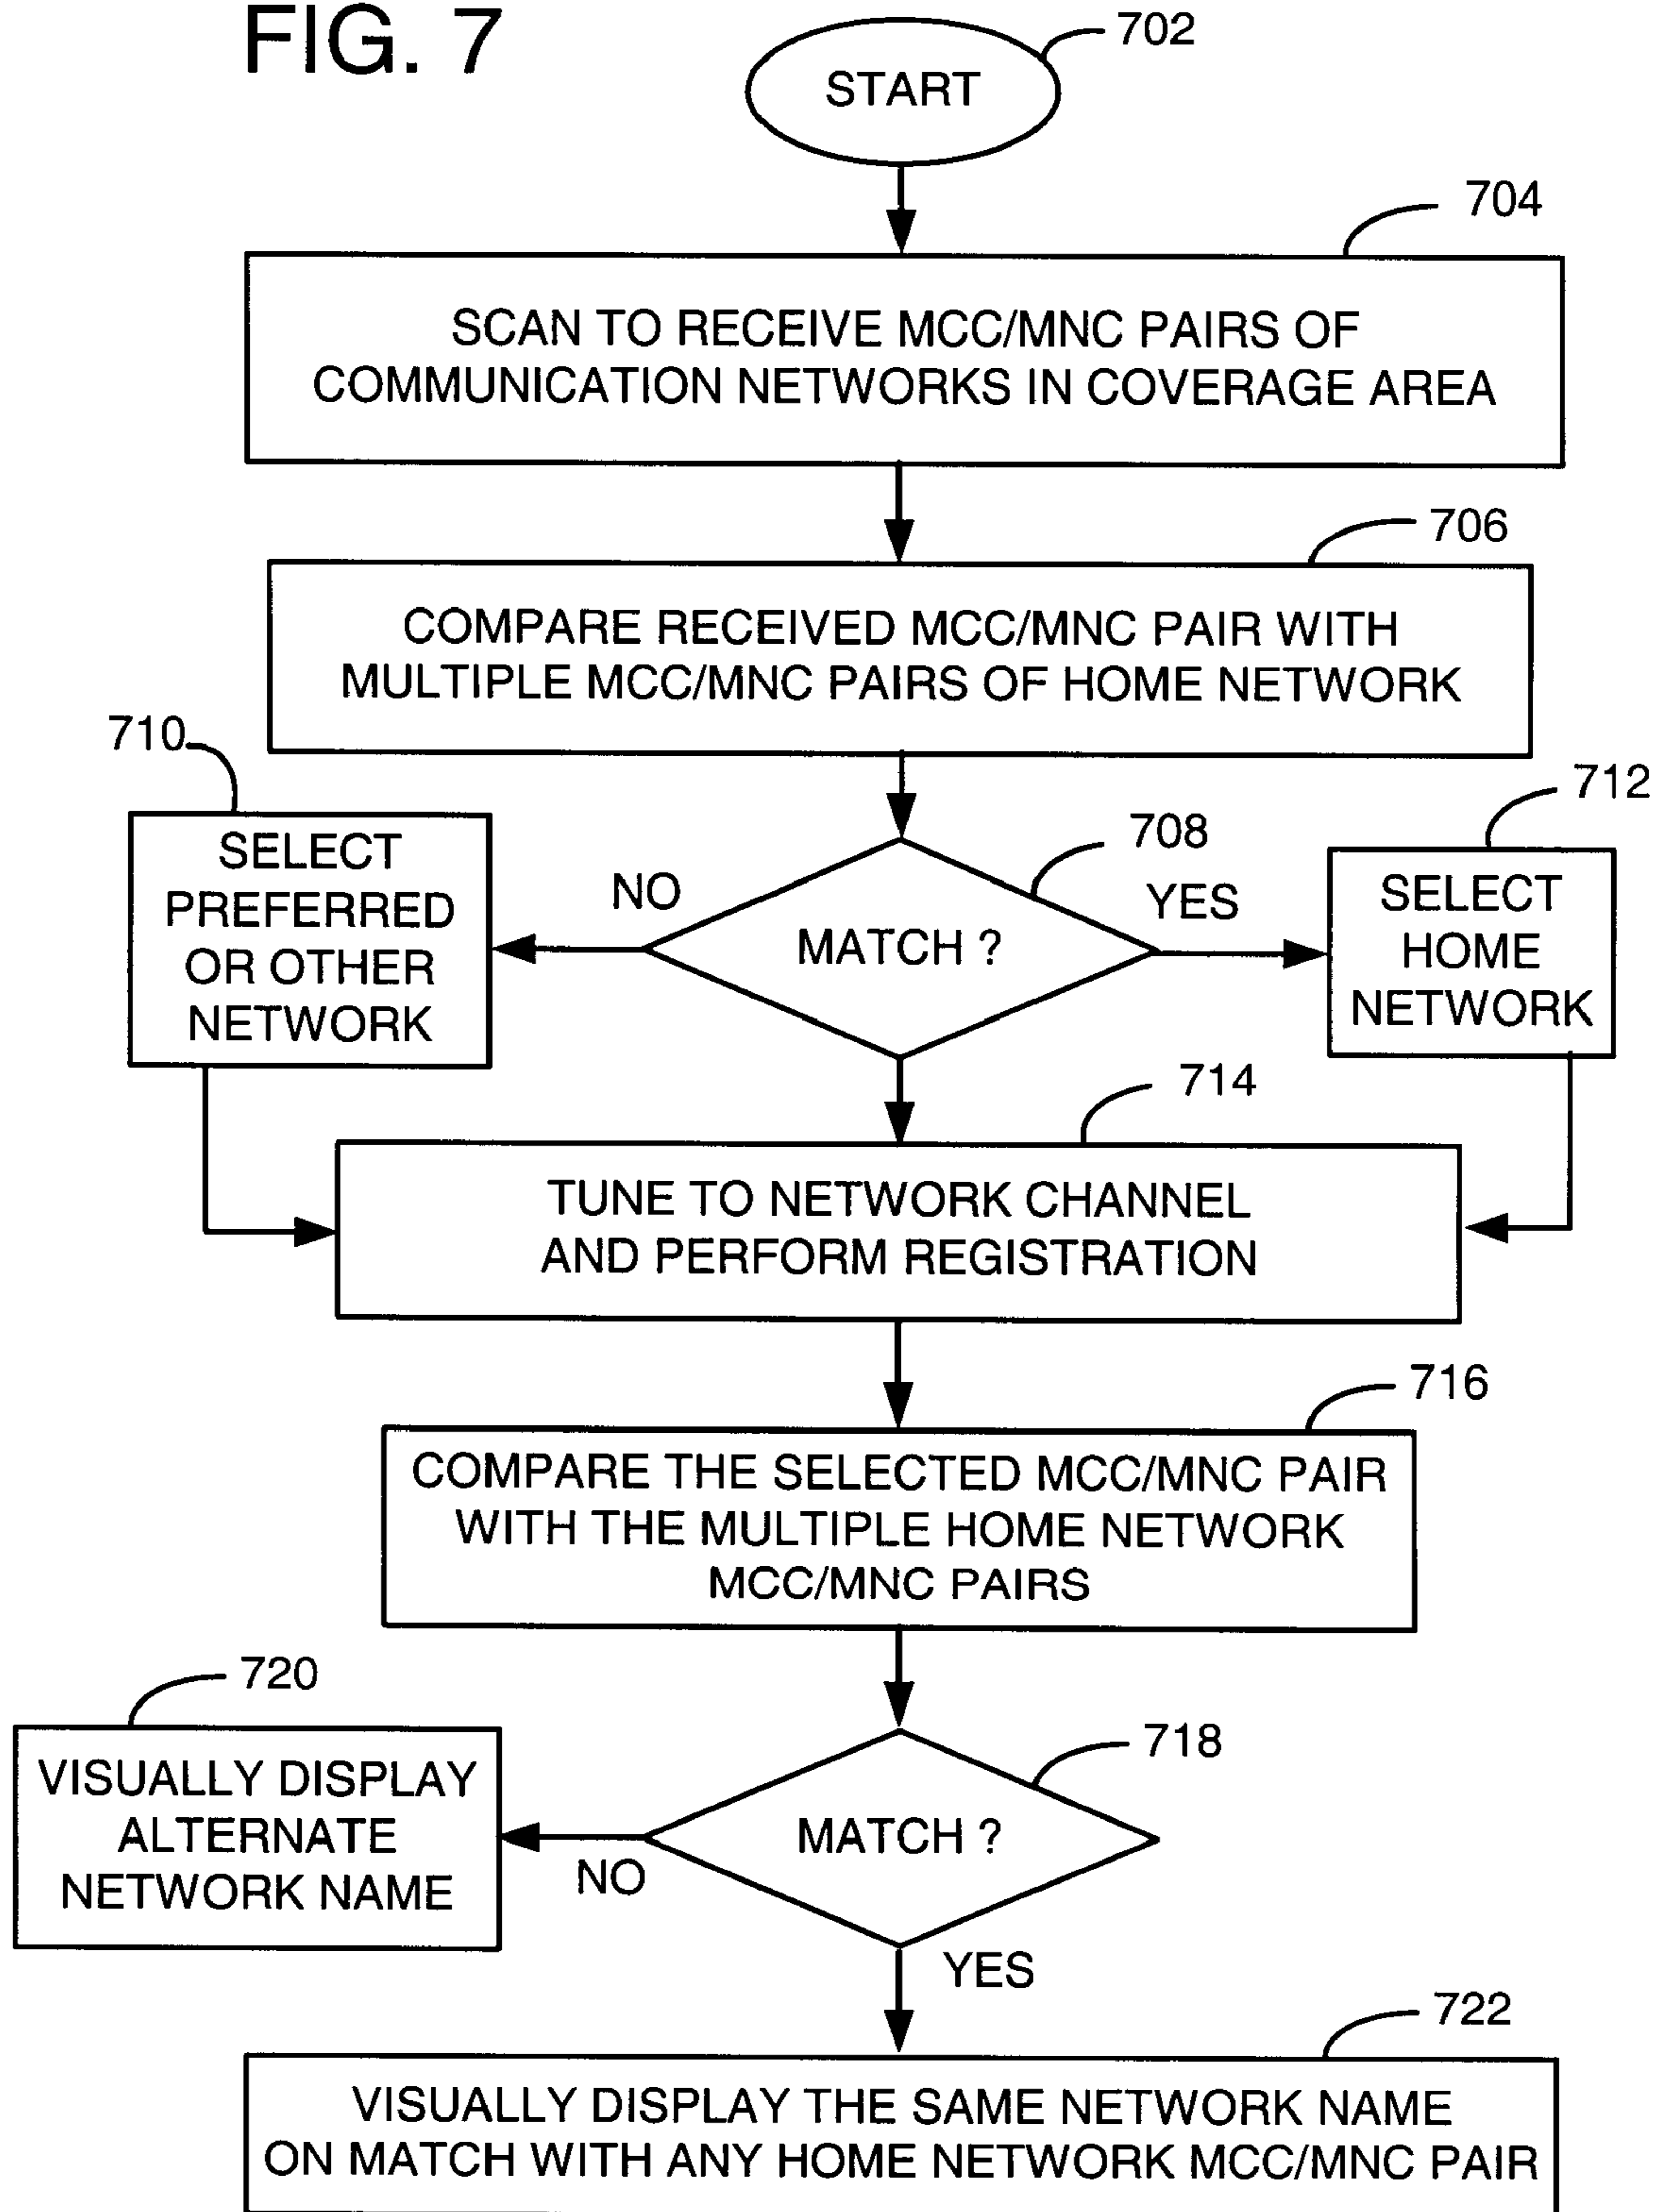 FIG. 7
702
START
704
SCAN TO RECEIVE MCC/MNC PAIRS OF
COMMUNICATION NETWORKS IN COVERAGE AREA
706
COMPARE RECEIVED MCC/MNC PAIR WITH
MULTIPLE MCC/MNC PAIRS OF HOME NETWORK
710
712
708
SELECT
PREFERRED
OR OTHER
NETWORK
NO
MATCH ?
YES
SELECT
HOME
NETWORK
714
TUNE TO NETWORK CHANNEL
AND PERFORM REGISTRATION
716
COMPARE THE SELECTED MCC/MNC PAIR
WITH THE MULTIPLE HOME NETWORK
MCC/MNC PAIRS
720
718
VISUALLY DISPLAY
ALTERNATE
NETWORK NAME
NO
MATCH ?
YES
722
VISUALLY DISPLAY THE SAME NETWORK NAME
ON MATCH WITH ANY HOME NETWORK MCC/MNC PAIR